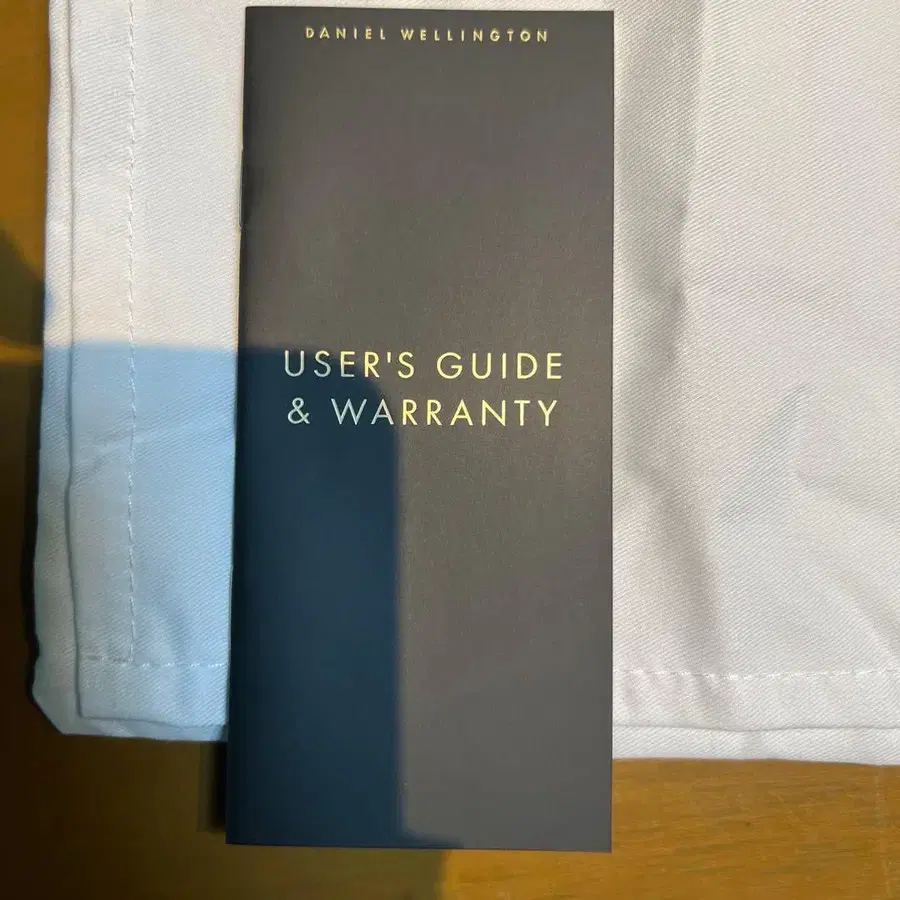 DANIEL WELLINGTON
USER'S GUIDE
& WARRANTY